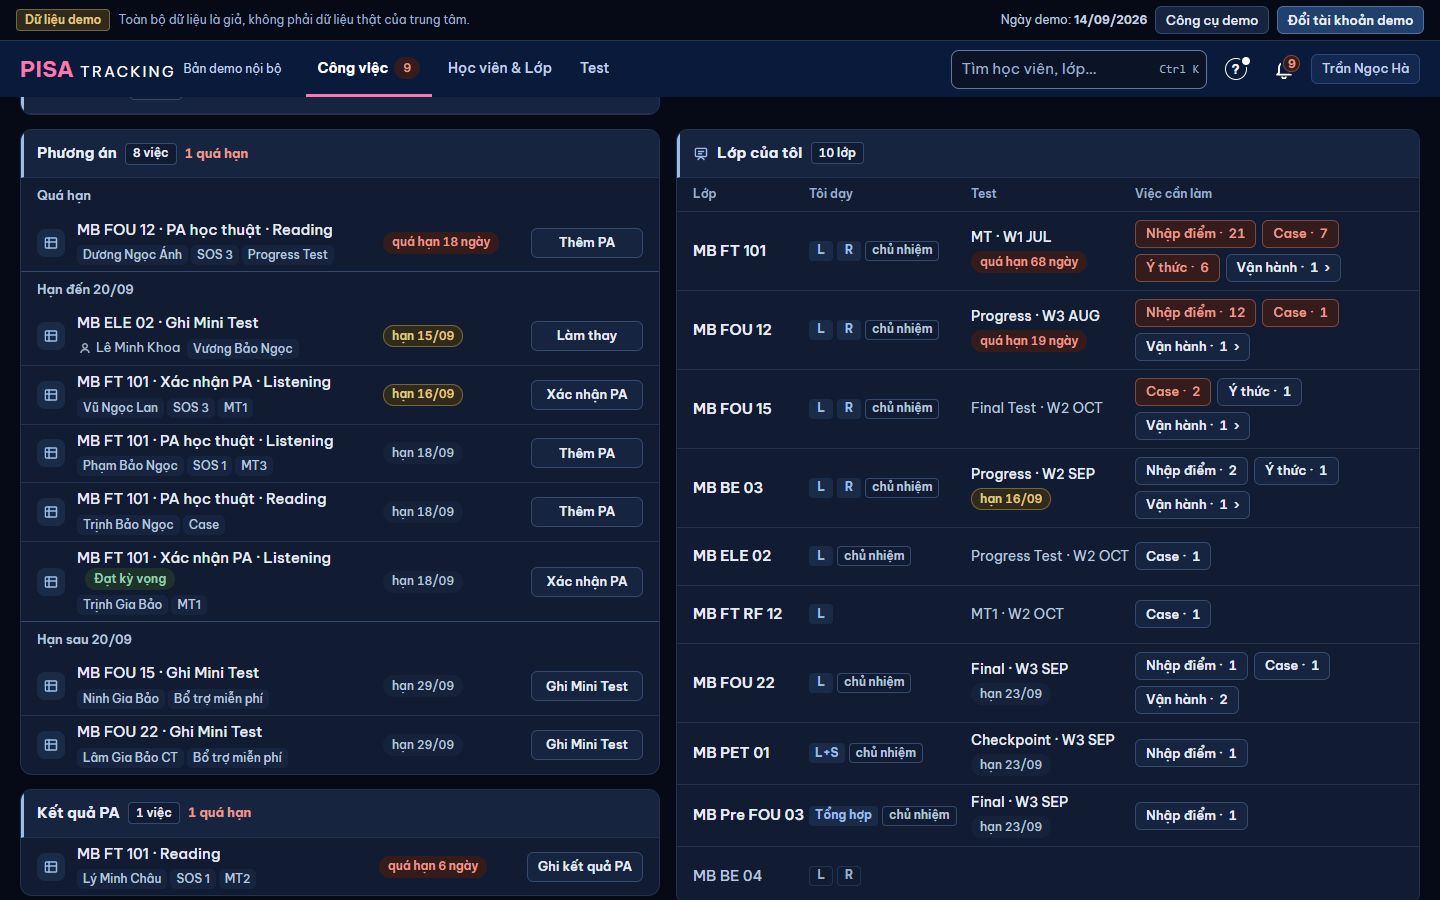 Dữ liệu demo Toàn bộ dữ liệu là giả, không phải dữ liệu thật của trung tâm. Ngày demo: 14/09/2026 Công cụ demo Đổi tài khoản demo
PISA TRACKING Bản demo nội bộ Công việc 9 Học viên & Lớp Test Tìm học viên, lớp... Ctrl K ? 9 Trần Ngọc Hà
Phương án 8 việc 1 quá hạn
Quá hạn
MB FOU 12 · PA học thuật · Reading
Dương Ngọc Ánh SOS 3 Progress Test
quá hạn 18 ngày
Thêm PA
Hạn đến 20/09
MB ELE 02 · Ghi Mini Test
Lê Minh Khoa Vương Bảo Ngọc
hạn 15/09
Làm thay
MB FT 101 · Xác nhận PA · Listening
Vũ Ngọc Lan SOS 3 MT1
hạn 16/09
Xác nhận PA
MB FT 101 · PA học thuật · Listening
Phạm Bảo Ngọc SOS 1 MT3
hạn 18/09
Thêm PA
MB FT 101 · PA học thuật · Reading
Trịnh Bảo Ngọc Case
hạn 18/09
Thêm PA
MB FT 101 · Xác nhận PA · Listening
Đạt kỳ vọng
Trịnh Gia Bảo MT1
hạn 18/09
Xác nhận PA
Hạn sau 20/09
MB FOU 15 · Ghi Mini Test
Ninh Gia Bảo Bổ trợ miễn phí
hạn 29/09
Ghi Mini Test
MB FOU 22 · Ghi Mini Test
Lâm Gia Bảo CT Bổ trợ miễn phí
hạn 29/09
Ghi Mini Test
Kết quả PA 1 việc 1 quá hạn
MB FT 101 · Reading
Lý Minh Châu SOS 1 MT2
quá hạn 6 ngày
Ghi kết quả PA
Lớp của tôi 10 lớp
Lớp Tôi dạy Test Việc cần làm
MB FT 101 L R chủ nhiệm
MT · W1 JUL
quá hạn 68 ngày
Nhập điểm · 21 Case · 7
Ý thức · 6 Vận hành · 1 ›
MB FOU 12 L R chủ nhiệm
Progress · W3 AUG
quá hạn 19 ngày
Nhập điểm · 12 Case · 1
Vận hành · 1 ›
MB FOU 15 L R chủ nhiệm
Final Test · W2 OCT
Case · 2 Ý thức · 1
Vận hành · 1 ›
MB BE 03 L R chủ nhiệm
Progress · W2 SEP
hạn 16/09
Nhập điểm · 2 Ý thức · 1
Vận hành · 1 ›
MB ELE 02 L chủ nhiệm Progress Test · W2 OCT Case · 1
MB FT RF 12 L MT1 · W2 OCT Case · 1
MB FOU 22 L chủ nhiệm
Final · W3 SEP
hạn 23/09
Nhập điểm · 1 Case · 1
Vận hành · 2
MB PET 01 L+S chủ nhiệm
Checkpoint · W3 SEP
hạn 23/09
Nhập điểm · 1
MB Pre FOU 03 Tổng hợp chủ nhiệm
Final · W3 SEP
hạn 23/09
Nhập điểm · 1
MB BE 04 L R